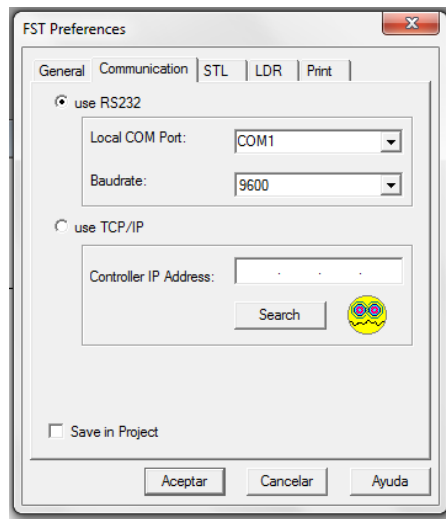 FST Preferences
General Communication STL LDR Print
use RS232
Local COM Port: COM1
Baudrate: 9600
use TCP/IP
Controller IP Address: . . .
Search
Save in Project
Aceptar Cancelar Ayuda